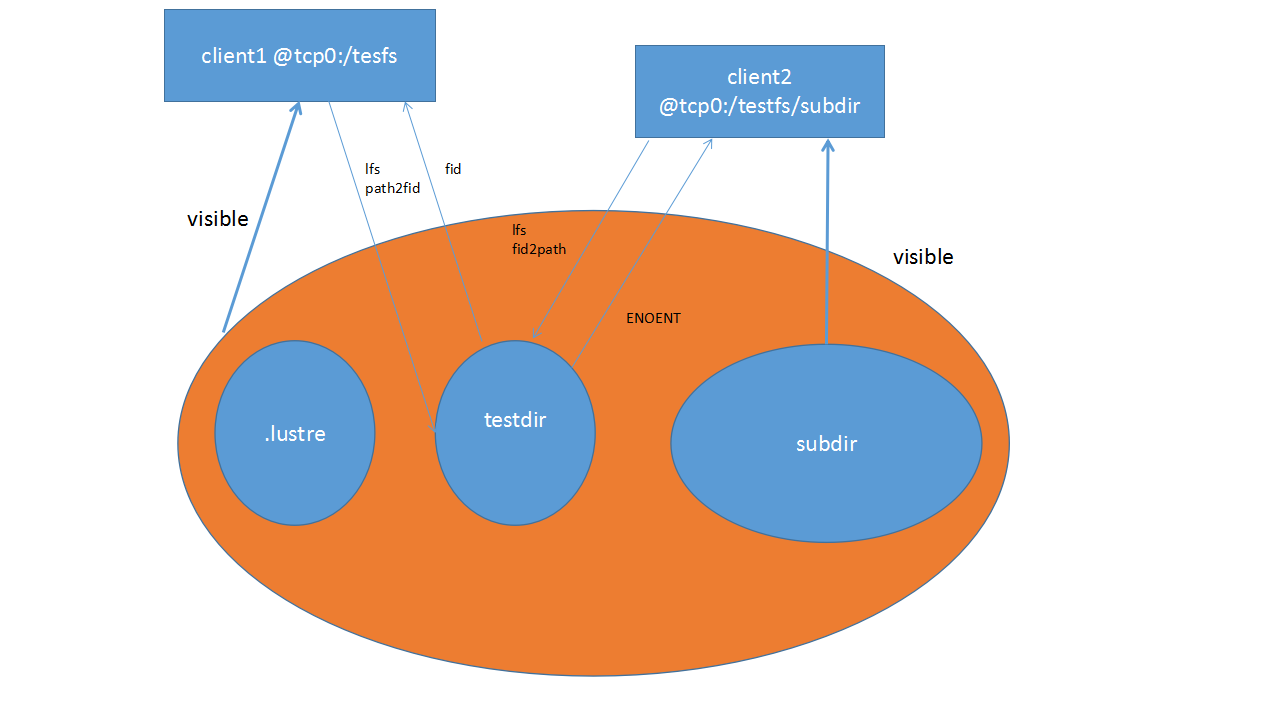 client1 @tcp0:/tesfs
client2
@tcp0:/testfs/subdir
lfs
path2fid
fid
visible
lfs
fid2path
visible
ENOENT
.lustre
testdir
subdir